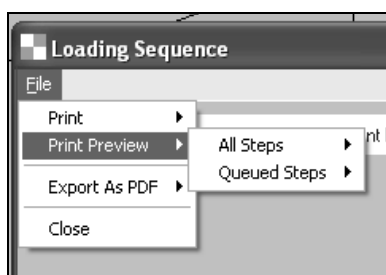 Loading Sequence
File
Print
Print Preview
All Steps
Queued Steps
Export As PDF
Close